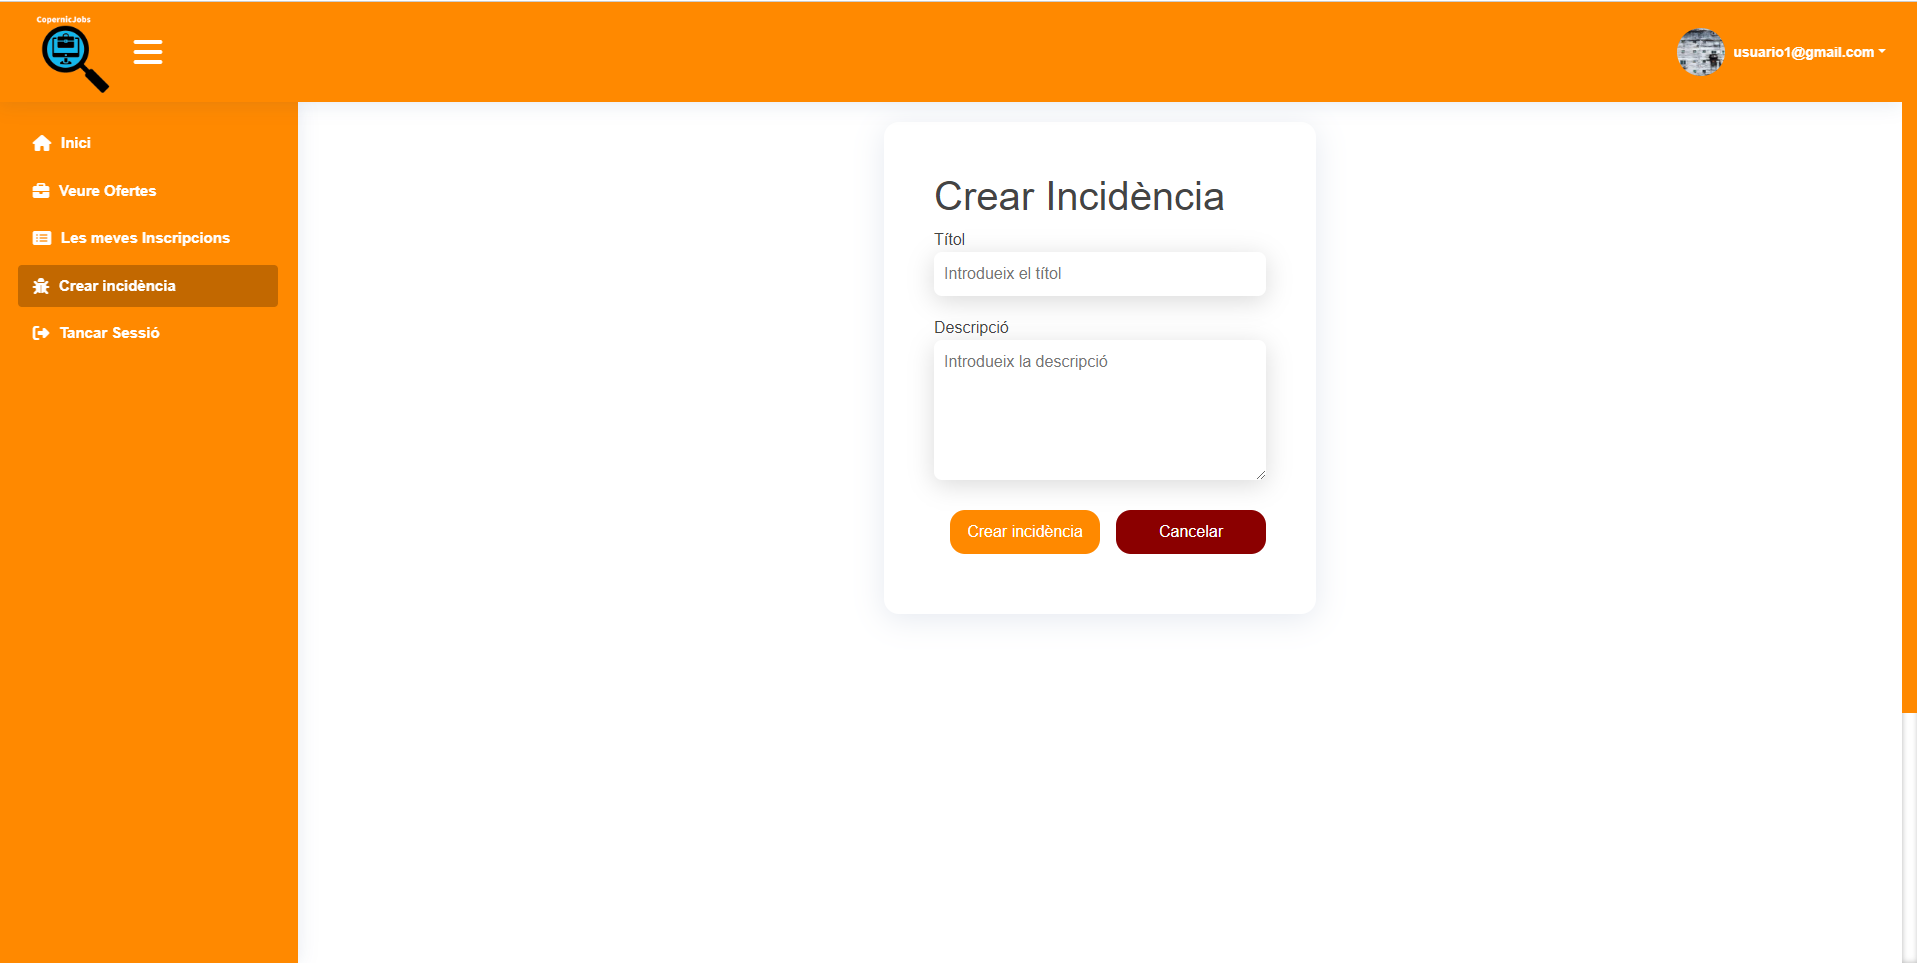 CopernicJobs
usuario1@gmail.com
Inici
Veure Ofertes
Les meves Inscripcions
Crear incidència
Tancar Sessió
Crear Incidència
Títol
Introdueix el títol
Descripció
Introdueix la descripció
Crear incidència
Cancelar